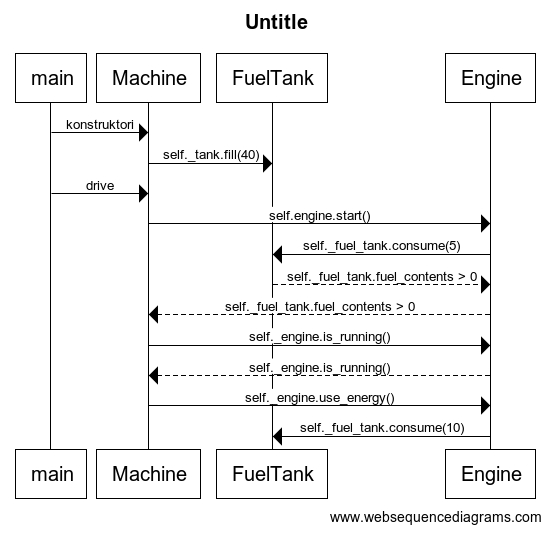 Untitle
main Machine FuelTank Engine
konstruktori
self._tank.fill(40)
drive
self.engine.start()
self._fuel_tank.consume(5)
self._fuel_tank.fuel_contents > 0
self._fuel_tank.fuel_contents > 0
self._engine.is_running()
self._engine.is_running()
self._engine.use_energy()
self._fuel_tank.consume(10)
main Machine FuelTank Engine
www.websequencediagrams.com